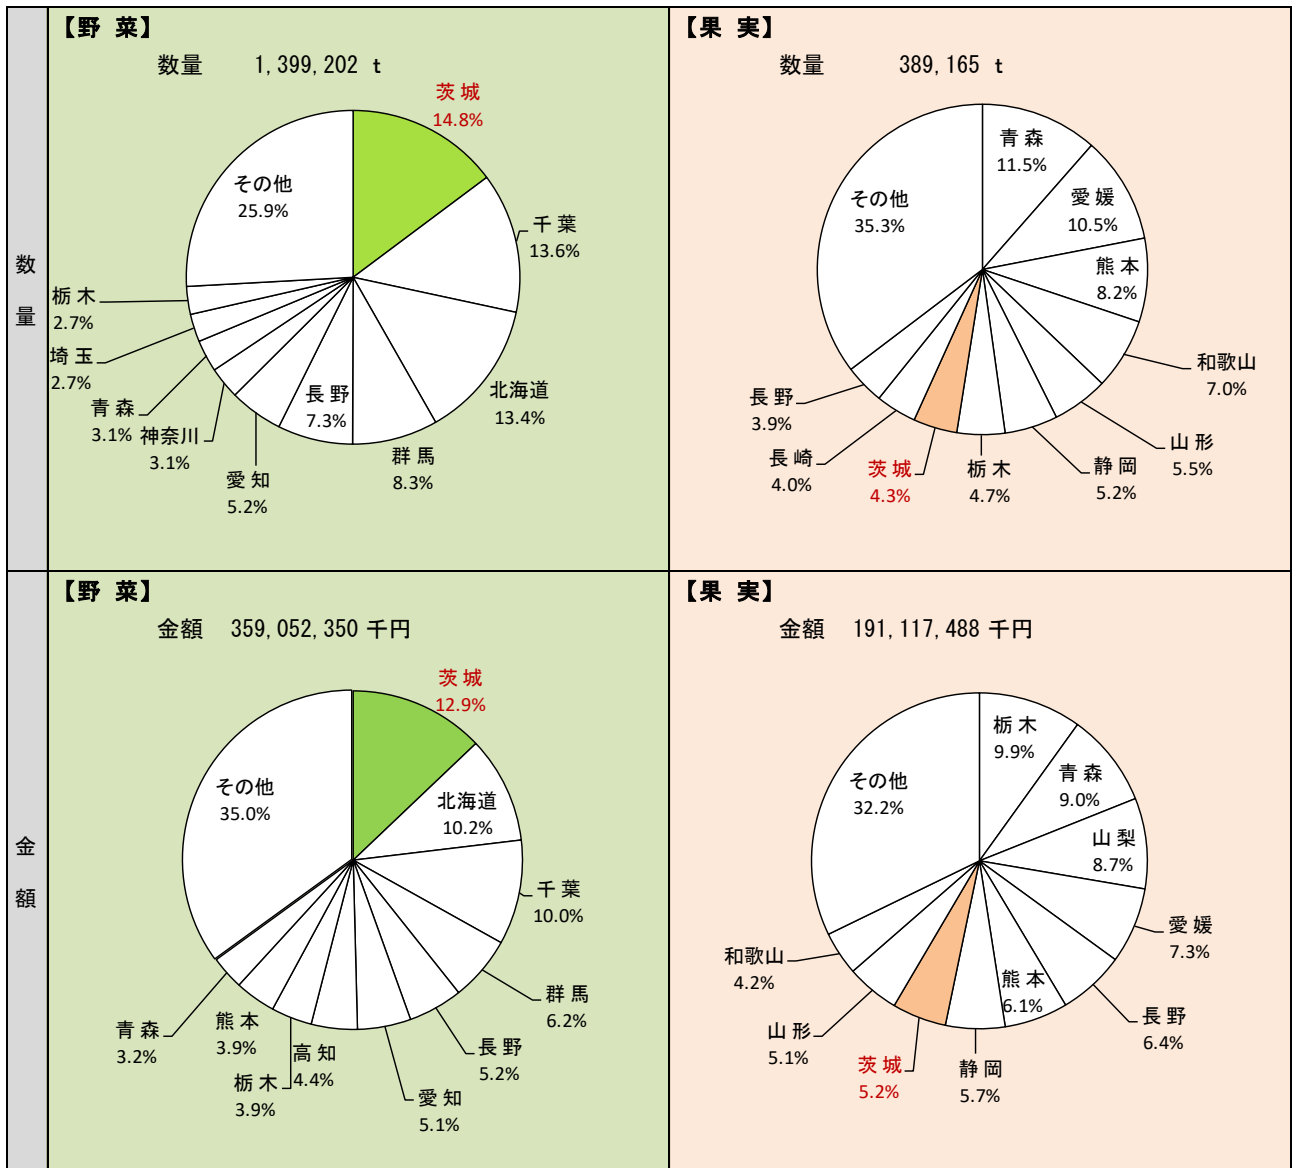 数
量
【野 菜】
数量 1,399,202 t
茨 城
14.8%
千 葉
13.6%
北海道
13.4%
群 馬
8.3%
長 野
7.3%
愛 知
5.2%
神奈川
3.1%
青 森
3.1%
埼 玉
2.7%
栃 木
2.7%
その他
25.9%
【果 実】
数量 389,165 t
青 森
11.5%
愛 媛
10.5%
熊 本
8.2%
和歌山
7.0%
山 形
5.5%
静 岡
5.2%
栃 木
4.7%
茨 城
4.3%
長 崎
4.0%
長 野
3.9%
その他
35.3%
金
額
【野 菜】
金額 359,052,350 千円
茨 城
12.9%
北海道
10.2%
千 葉
10.0%
群 馬
6.2%
長 野
5.2%
愛 知
5.1%
高 知
4.4%
栃 木
3.9%
熊 本
3.9%
青 森
3.2%
その他
35.0%
【果 実】
金額 191,117,488 千円
栃 木
9.9%
青 森
9.0%
山 梨
8.7%
愛 媛
7.3%
長 野
6.4%
熊 本
6.1%
静 岡
5.7%
茨 城
5.2%
山 形
5.1%
和歌山
4.2%
その他
32.2%